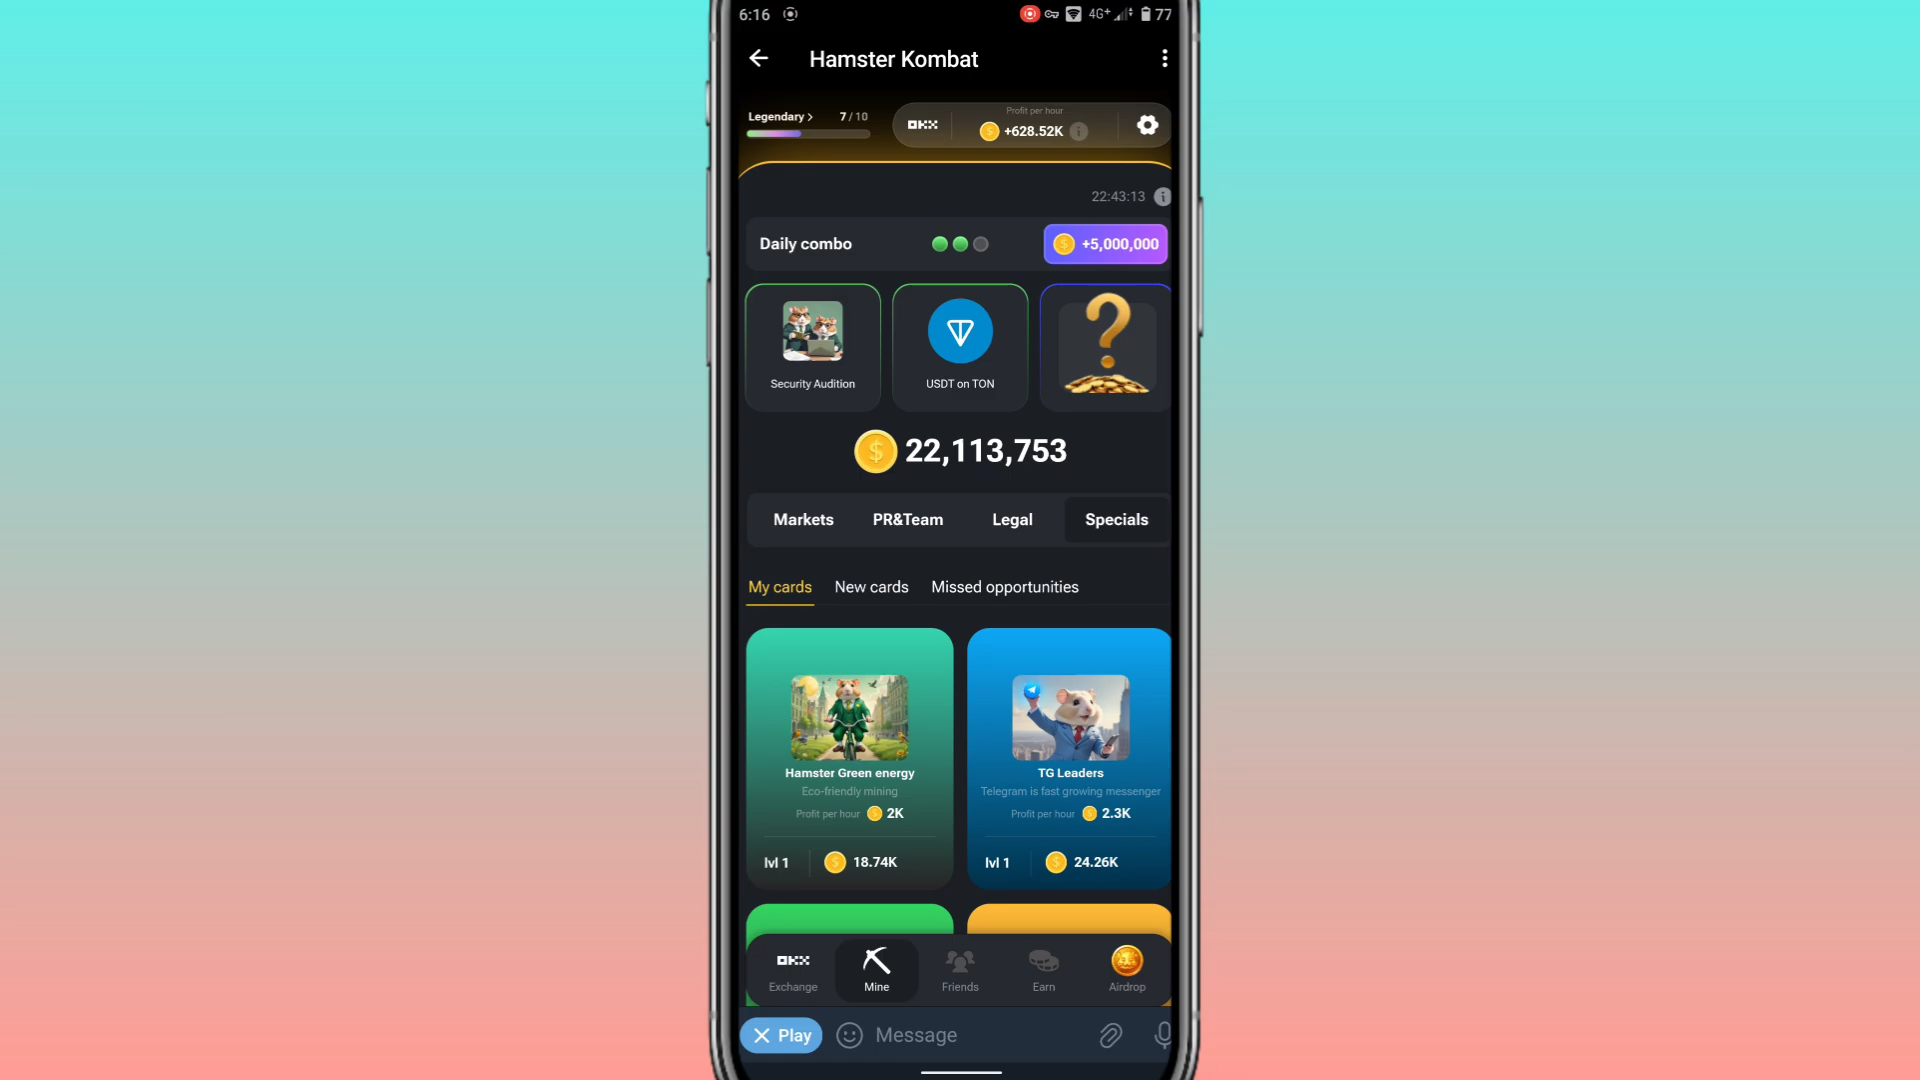 6:16 4G+ 77
Hamster Kombat
Legendary > 7 / 10
OKX
Profit per hour
+628.52K
22:43:13
Daily combo +5,000,000
Security Audition USDT on TON
22,113,753
Markets PR&Team Legal Specials
My cards New cards Missed opportunities
Hamster Green energy
Eco-friendly mining
Profit per hour 2K
lvl 1 18.74K
TG Leaders
Telegram is fast growing messenger
Profit per hour 2.3K
lvl 1 24.26K
OKX
Exchange Mine Friends Earn Airdrop
Play Message